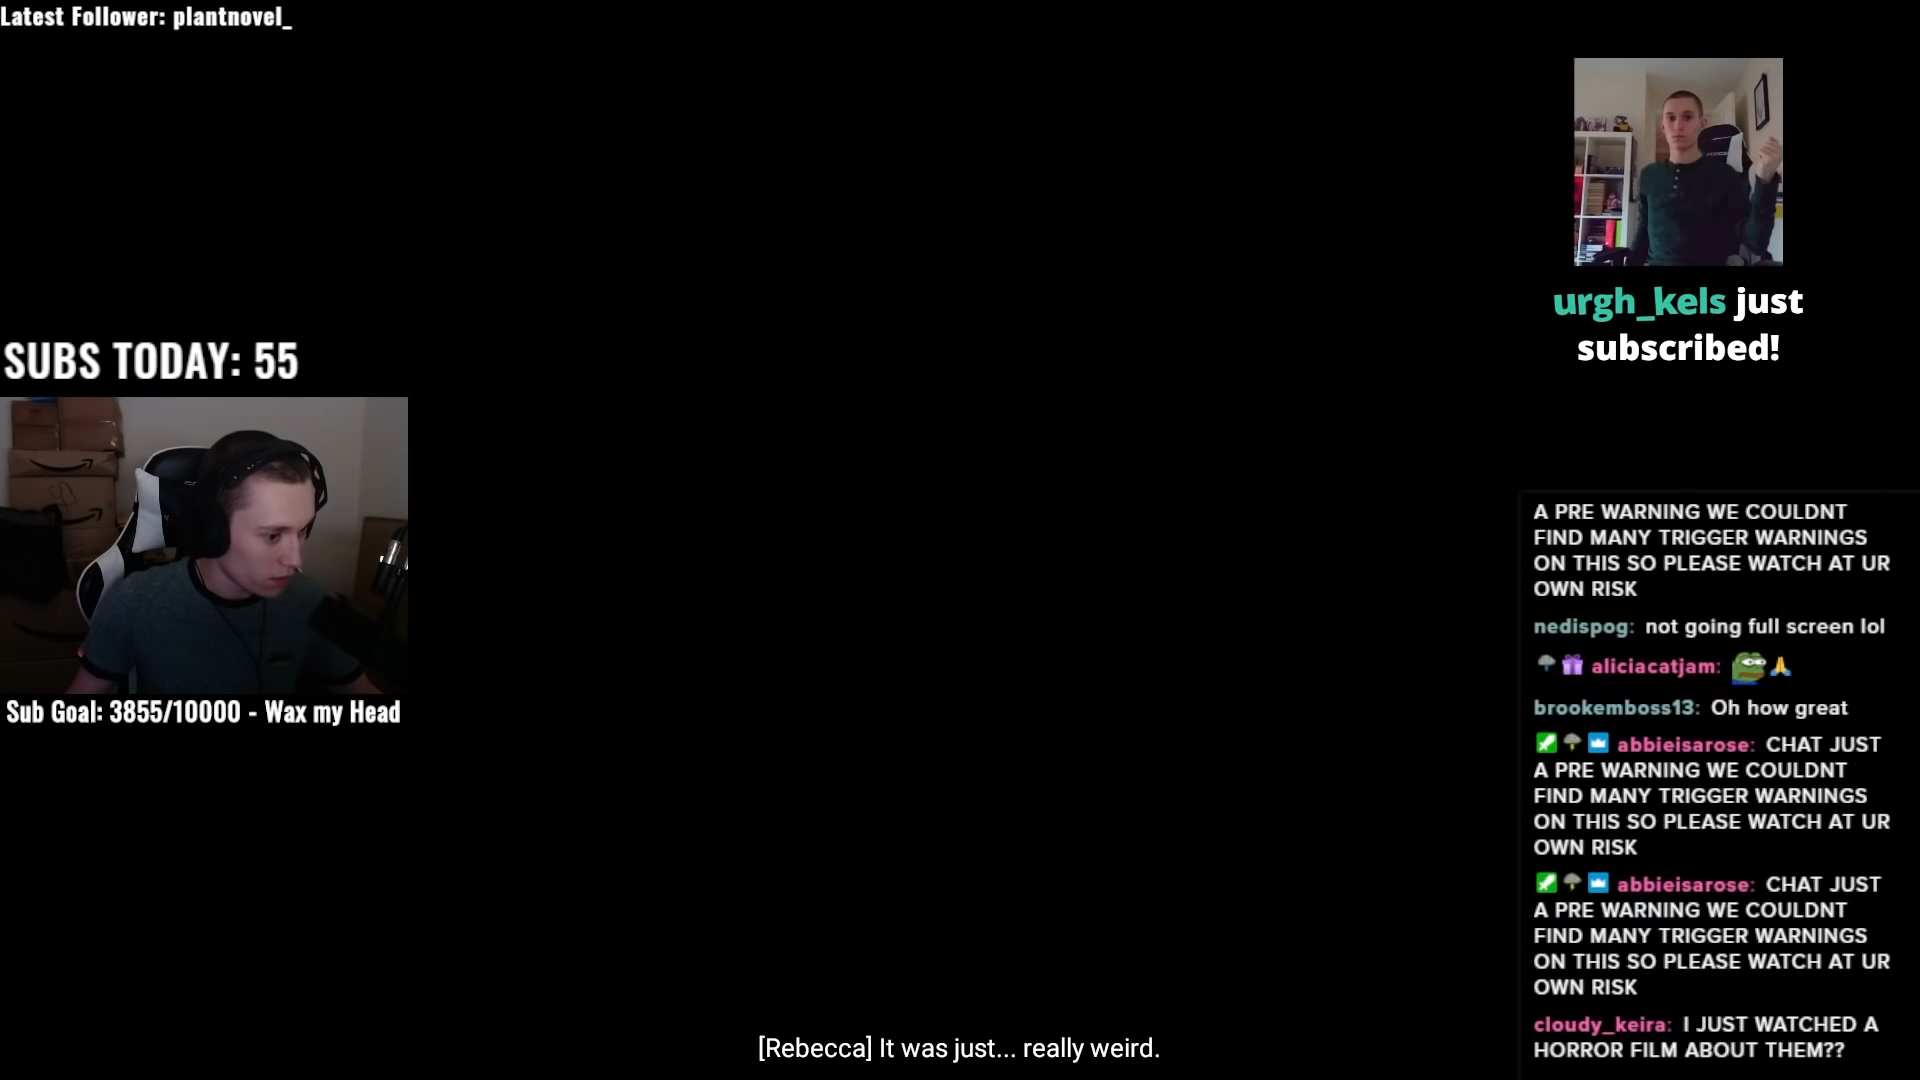 Latest Follower: plantnovel_
urgh_kels just
subscribed!
SUBS TODAY: 55
Sub Goal: 3855/10000 - Wax my Head
A PRE WARNING WE COULDNT
FIND MANY TRIGGER WARNINGS
ON THIS SO PLEASE WATCH AT UR
OWN RISK
nedispog: not going full screen lol
aliciacatjam:
brookemboss13: Oh how great
abbieisarose: CHAT JUST
A PRE WARNING WE COULDNT
FIND MANY TRIGGER WARNINGS
ON THIS SO PLEASE WATCH AT UR
OWN RISK
abbieisarose: CHAT JUST
A PRE WARNING WE COULDNT
FIND MANY TRIGGER WARNINGS
ON THIS SO PLEASE WATCH AT UR
OWN RISK
cloudy_keira: I JUST WATCHED A
HORROR FILM ABOUT THEM??
[Rebecca] It was just... really weird.